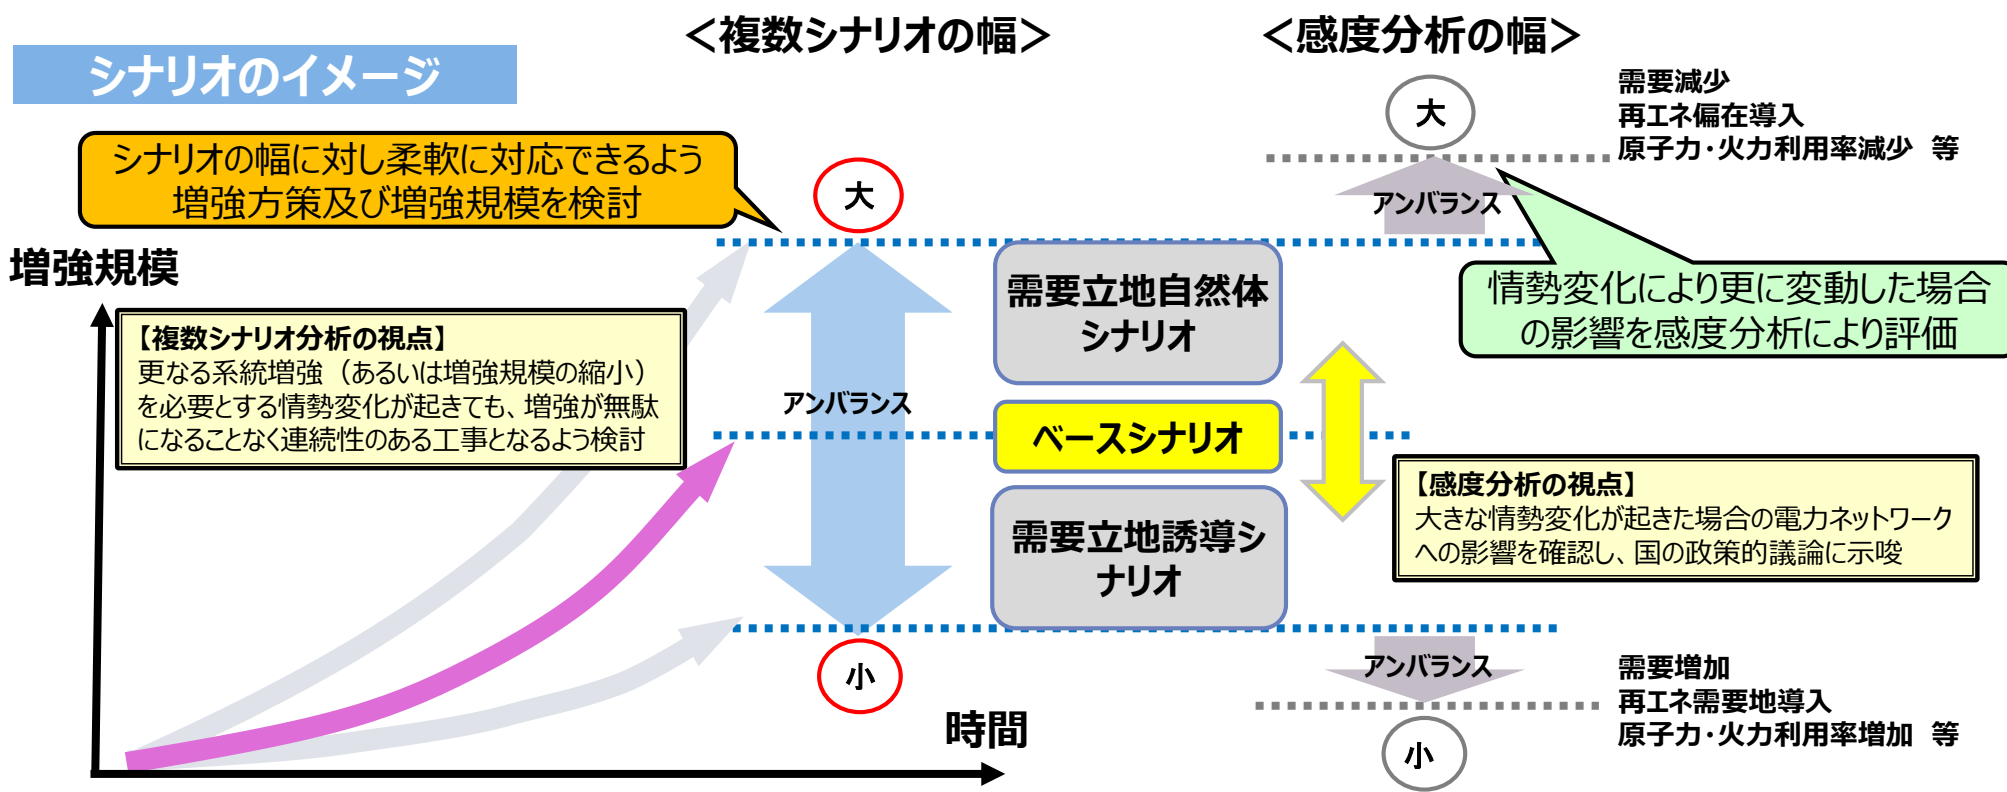 ＜複数シナリオの幅＞
＜感度分析の幅＞
シナリオのイメージ
大
需要減少
再エネ偏在導入
原子力・火力利用率減少　等
シナリオの幅に対し柔軟に対応できるよう
増強方策及び増強規模を検討
大
アンバランス
増強規模
需要立地自然体
シナリオ
情勢変化により更に変動した場合
の影響を感度分析により評価
【複数シナリオ分析の視点】
更なる系統増強（あるいは増強規模の縮小）
を必要とする情勢変化が起きても、増強が無駄
になることなく連続性のある工事となるよう検討
アンバランス
ベースシナリオ
【感度分析の視点】
大きな情勢変化が起きた場合の電力ネットワーク
への影響を確認し、国の政策的議論に示唆
需要立地誘導シ
ナリオ
小
アンバランス
需要増加
再エネ需要地導入
原子力・火力利用率増加　等
時間
小